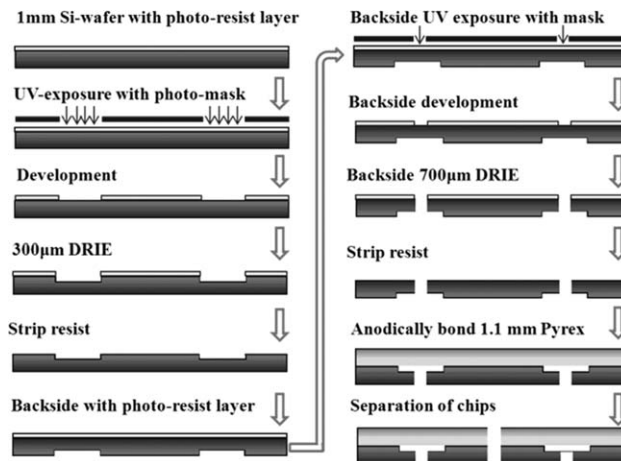 1mm Si-wafer with photo-resist layer
UV-exposure with photo-mask
Development
300μm DRIE
Strip resist
Backside with photo-resist layer
Backside UV exposure with mask
Backside development
Backside 700μm DRIE
Strip resist
Anodically bond 1.1 mm Pyrex
Separation of chips